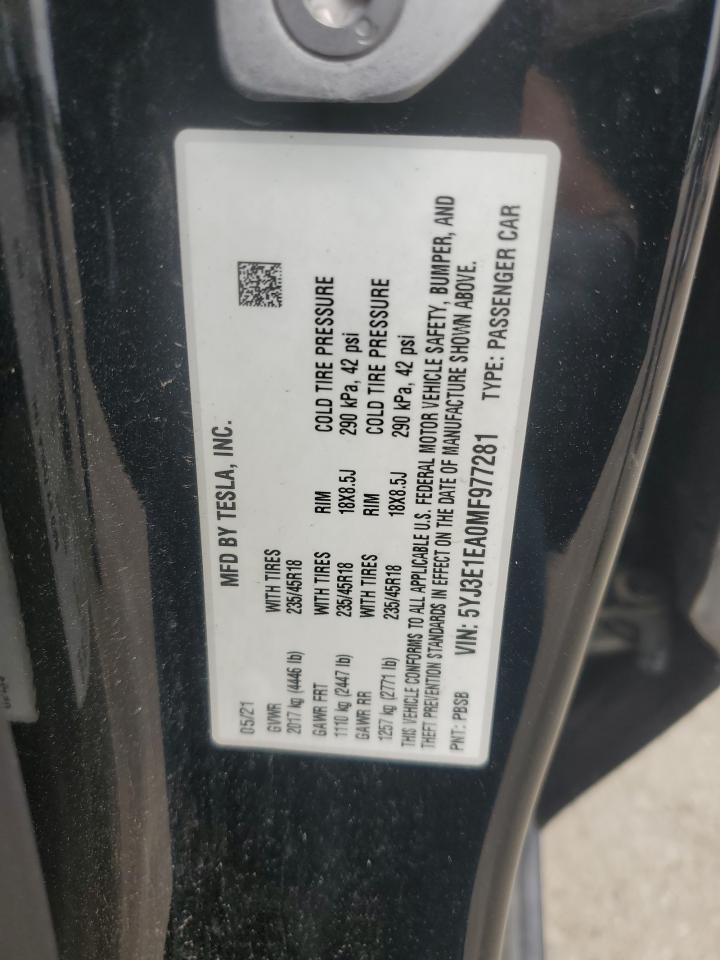 MFD BY TESLA, INC.
05/21
GVWR WITH TIRES
2017 kg (4446 lb) 235/45R18
GAWR FRT WITH TIRES RIM COLD TIRE PRESSURE
1110 kg (2447 lb) 235/45R18 18X8.5J 290 kPa, 42 psi
GAWR RR WITH TIRES RIM COLD TIRE PRESSURE
1257 kg (2771 lb) 235/45R18 18X8.5J 290 kPa, 42 psi
THIS VEHICLE CONFORMS TO ALL APPLICABLE U.S. FEDERAL MOTOR VEHICLE SAFETY, BUMPER, AND
THEFT PREVENTION STANDARDS IN EFFECT ON THE DATE OF MANUFACTURE SHOWN ABOVE.
PNT: PBSB VIN: 5YJ3E1EA0MF977281 TYPE: PASSENGER CAR